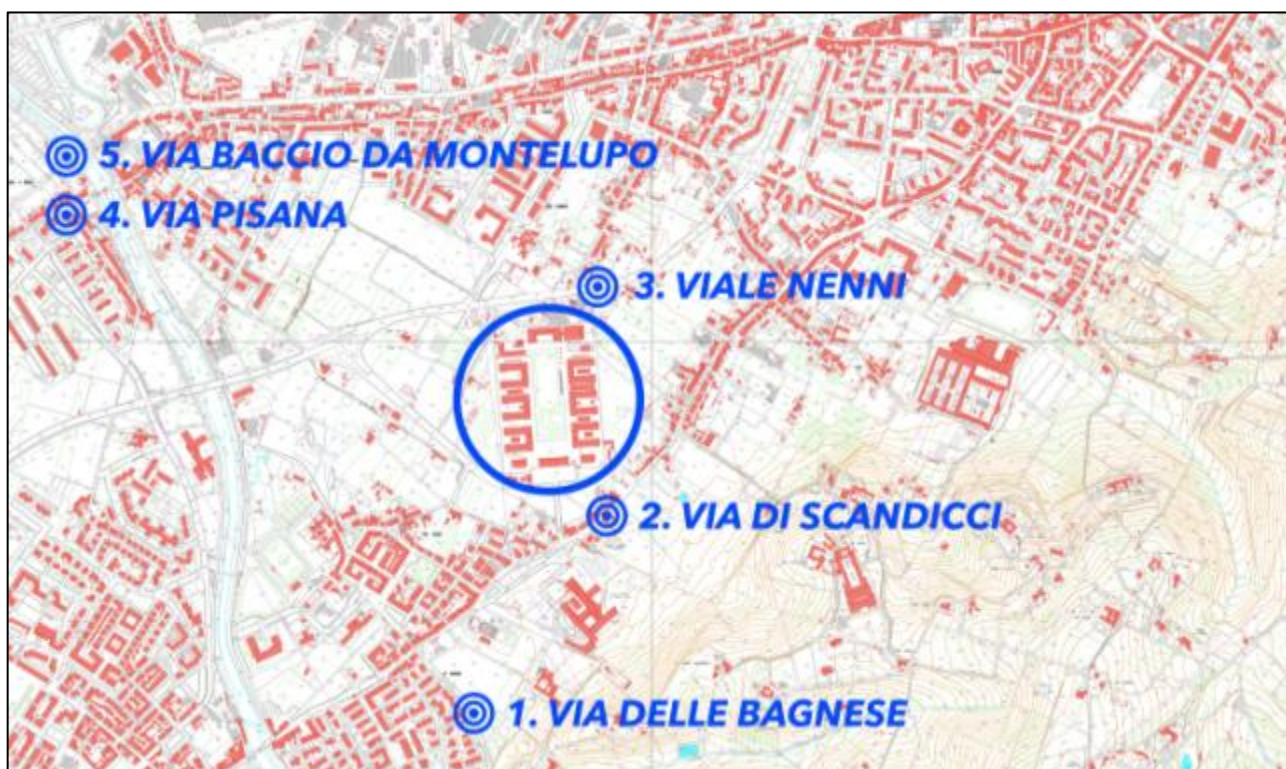 5. VIA BACCIO DA MONTELUPO
4. VIA PISANA
3. VIALE NENNI
2. VIA DI SCANDICCI
1. VIA DELLE BAGNESE